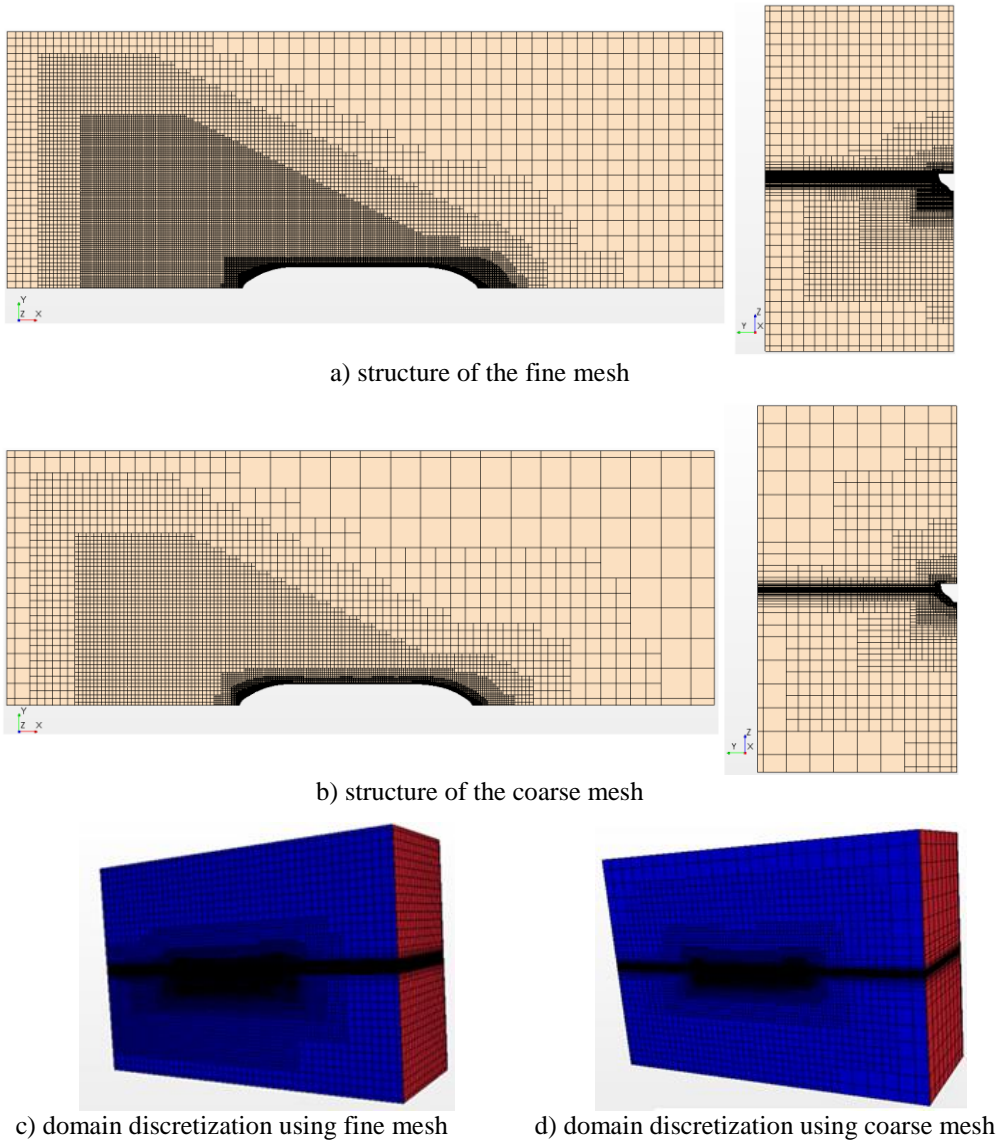 Y
Z X
Z
Y X
a) structure of the fine mesh
Y
Z X
Z
Y X
b) structure of the coarse mesh
c) domain discretization using fine mesh
d) domain discretization using coarse mesh